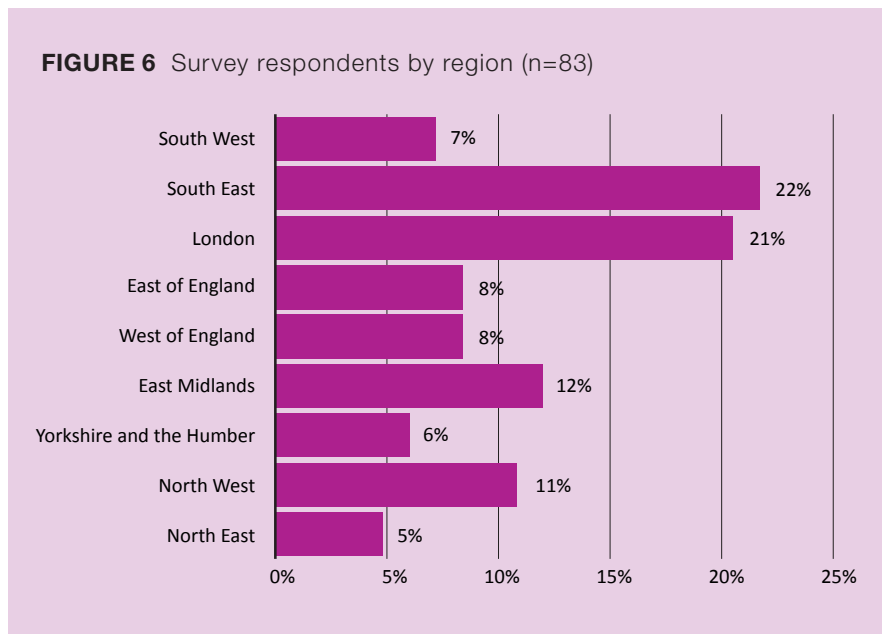 FIGURE 6 Survey respondents by region (n=83)
South West 7%
South East 22%
London 21%
East of England 8%
West of England 8%
East Midlands 12%
Yorkshire and the Humber 6%
North West 11%
North East 5%
0% 5% 10% 15% 20% 25%